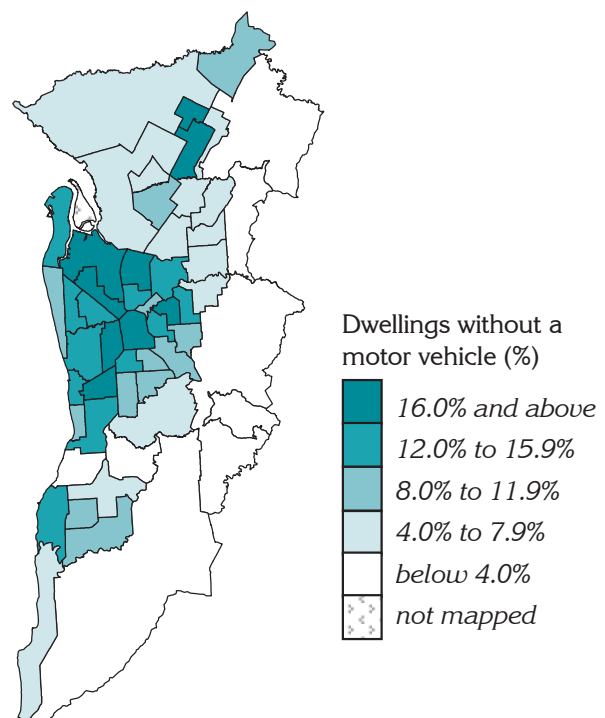 Dwellings without a
motor vehicle (%)
16.0% and above
12.0% to 15.9%
8.0% to 11.9%
4.0% to 7.9%
below 4.0%
not mapped